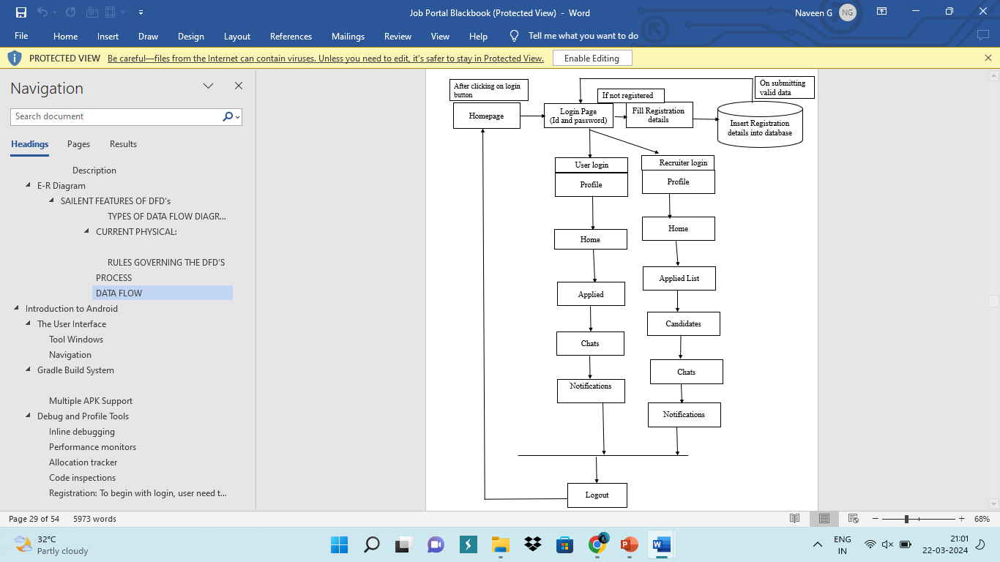 Job Portal Blackbook (Protected View) - Word
Naveen G
NG
File
Home
Insert
Draw
Design
Layout
References
Mailings
Review
View
Help
Tell me what you want to do
PROTECTED VIEW
Be careful—files from the Internet can contain viruses. Unless you need to edit, it's safer to stay in Protected View.
Enable Editing
Navigation
Search document
Headings
Pages
Results
Description
E-R Diagram
SAILENT FEATURES OF DFD's
TYPES OF DATA FLOW DIAGR...
CURRENT PHYSICAL:
RULES GOVERNING THE DFD'S
PROCESS
DATA FLOW
Introduction to Android
The User Interface
Tool Windows
Navigation
Gradle Build System
Multiple APK Support
Debug and Profile Tools
Inline debugging
Performance monitors
Allocation tracker
Code inspections
Registration: To begin with login, user need t...
After clicking on login
button
If not registered
On submitting
valid data
Homepage
Login Page
(Id and password)
Fill Registration
details
Insert Registration
details into database
User login
Profile
Home
Applied
Chats
Notifications
Recruiter login
Profile
Home
Applied List
Candidates
Chats
Notifications
Logout
Page 29 of 54
5973 words
68%
32°C
Partly cloudy
ENG
IN
21:01
22-03-2024